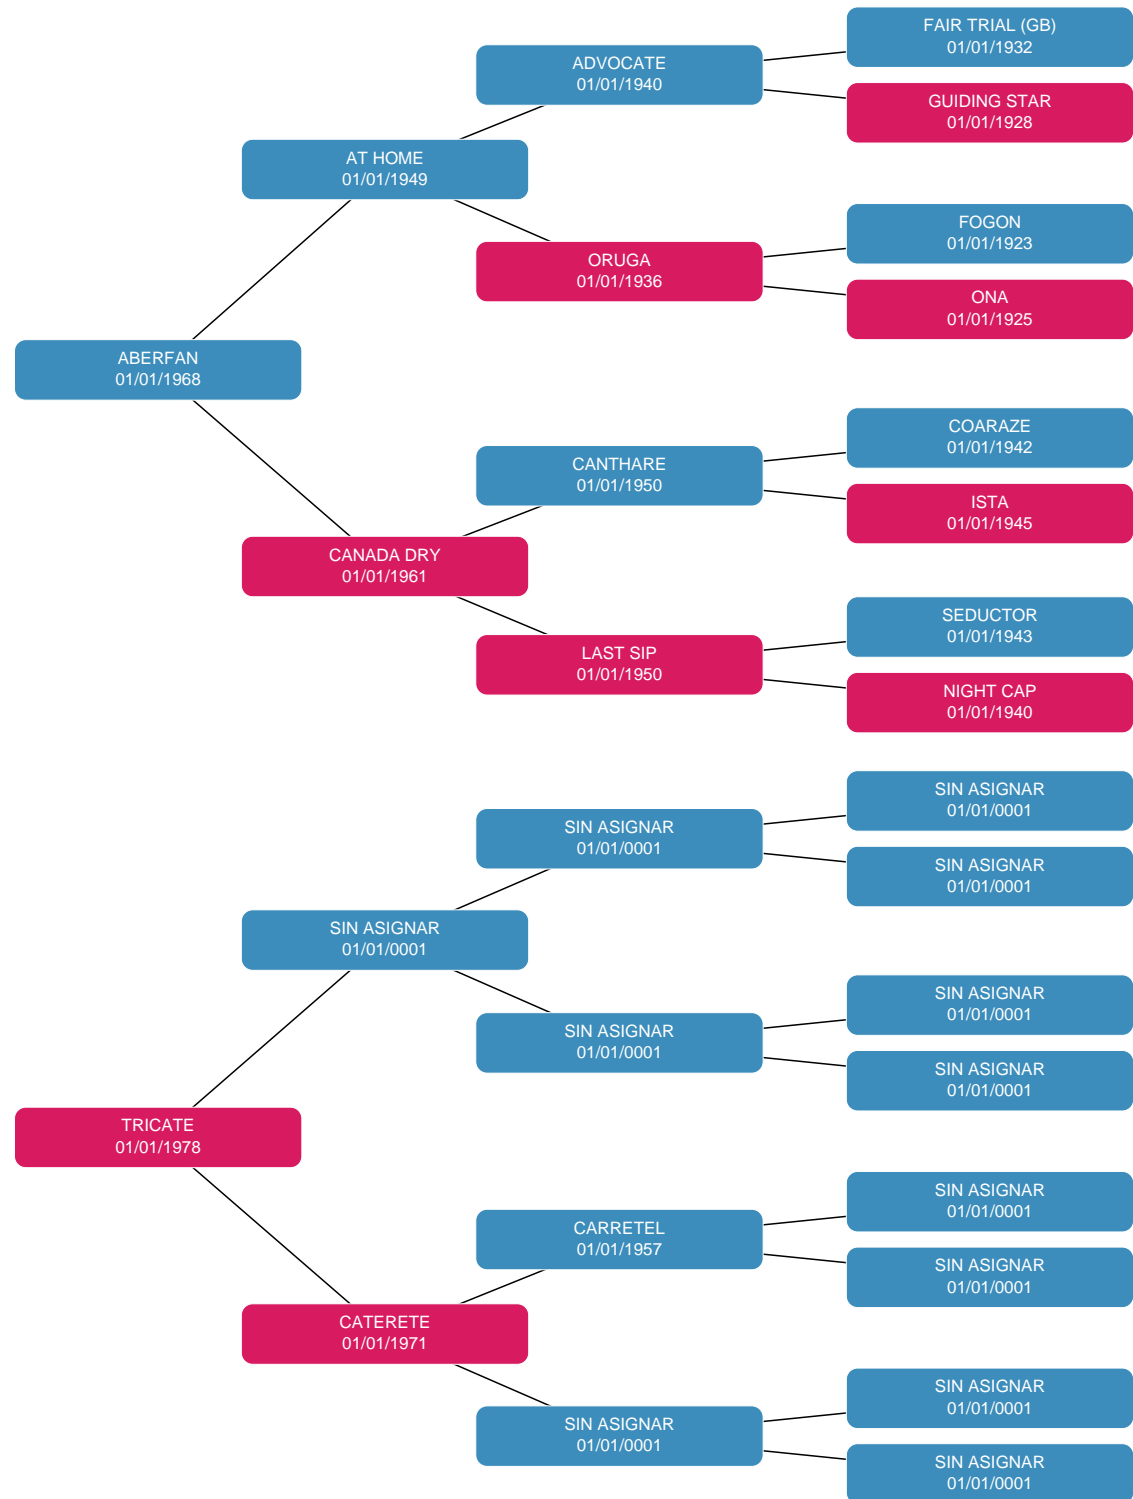 FAIR TRIAL (GB)
01/01/1932
ADVOCATE
01/01/1940
GUIDING STAR
01/01/1928
AT HOME
01/01/1949
FOGON
01/01/1923
ORUGA
01/01/1936
ONA
01/01/1925
ABERFAN
01/01/1968
COARAZE
01/01/1942
CANTHARE
01/01/1950
ISTA
01/01/1945
CANADA DRY
01/01/1961
SEDUCTOR
01/01/1943
LAST SIP
01/01/1950
NIGHT CAP
01/01/1940
SIN ASIGNAR
01/01/0001
SIN ASIGNAR
01/01/0001
SIN ASIGNAR
01/01/0001
SIN ASIGNAR
01/01/0001
SIN ASIGNAR
01/01/0001
SIN ASIGNAR
01/01/0001
SIN ASIGNAR
01/01/0001
TRICATE
01/01/1978
SIN ASIGNAR
01/01/0001
CARRETEL
01/01/1957
SIN ASIGNAR
01/01/0001
CATERETE
01/01/1971
SIN ASIGNAR
01/01/0001
SIN ASIGNAR
01/01/0001
SIN ASIGNAR
01/01/0001